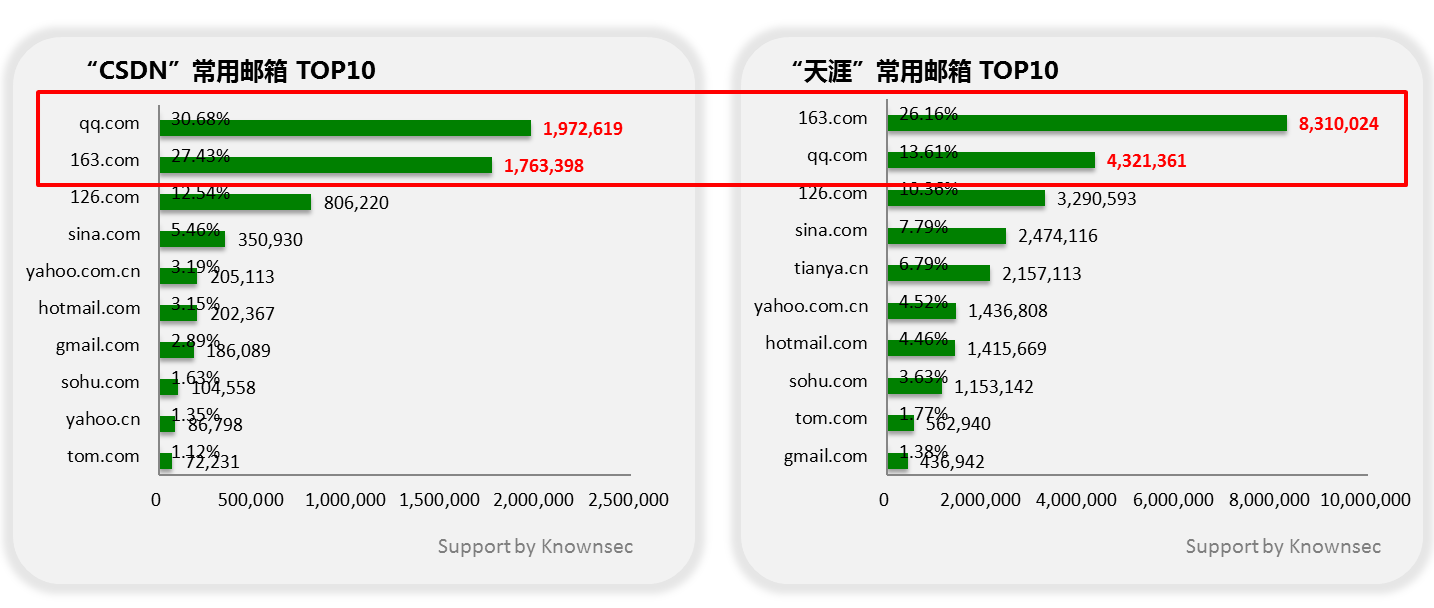 “CSDN”常用邮箱 TOP10
qq.com 30.68% 1,972,619
163.com 27.43% 1,763,398
126.com 12.54% 806,220
sina.com 5.46% 350,930
yahoo.com.cn 3.19% 205,113
hotmail.com 3.15% 202,367
gmail.com 2.89% 186,089
sohu.com 1.63% 104,558
yahoo.cn 1.35% 86,798
tom.com 1.12% 72,231
0 500,000 1,000,000 1,500,000 2,000,000 2,500,000
Support by Knownsec
“天涯”常用邮箱 TOP10
163.com 26.16% 8,310,024
qq.com 13.61% 4,321,361
126.com 10.36% 3,290,593
sina.com 7.79% 2,474,116
tianya.cn 6.79% 2,157,113
yahoo.com.cn 4.52% 1,436,808
hotmail.com 4.46% 1,415,669
sohu.com 3.63% 1,153,142
tom.com 1.77% 562,940
gmail.com 1.38% 436,942
0 2,000,000 4,000,000 6,000,000 8,000,000 10,000,000
Support by Knownsec